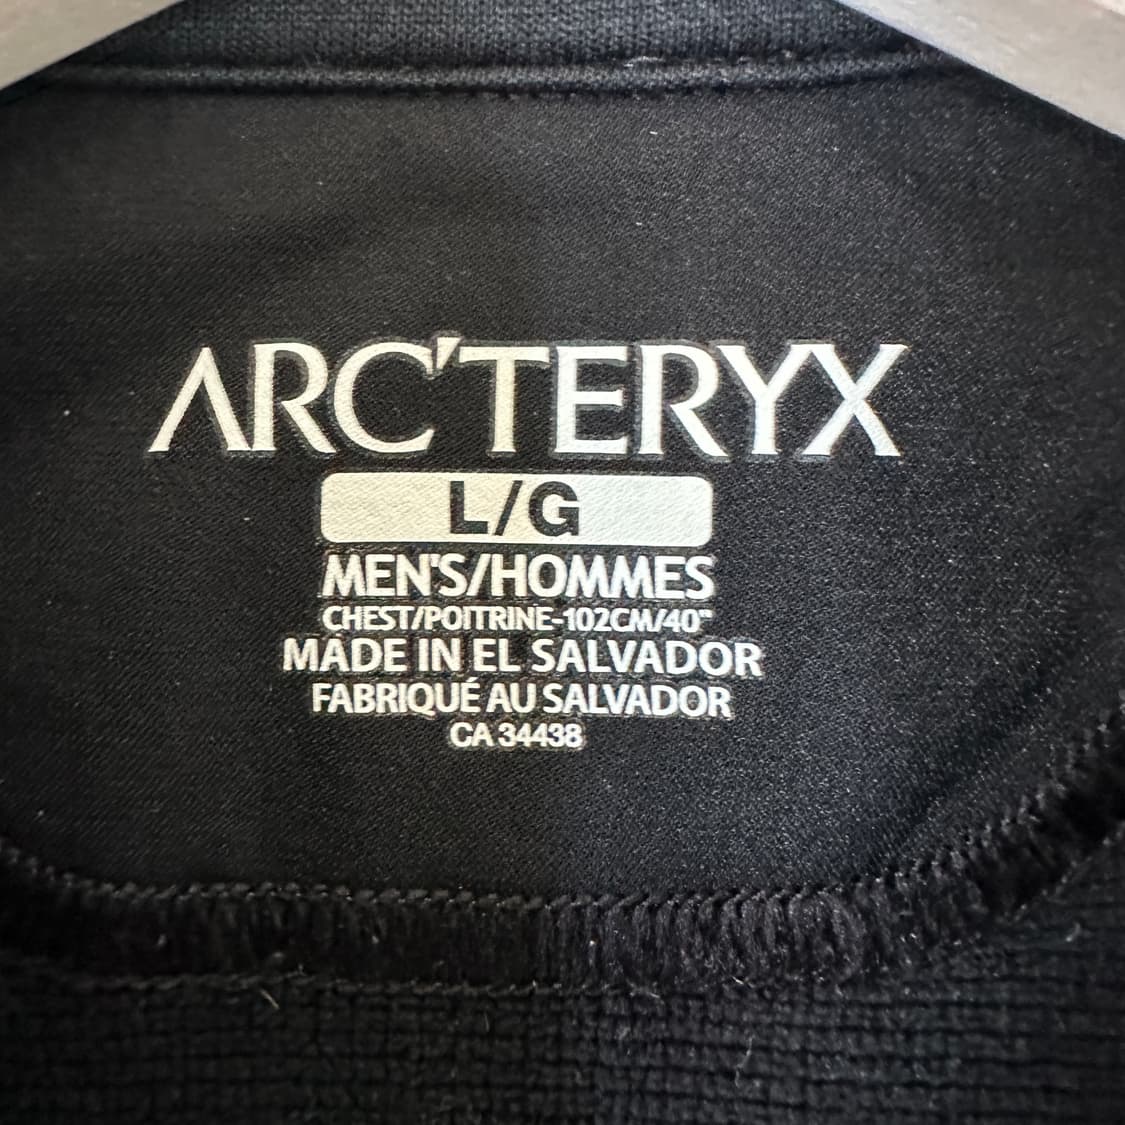 ARC'TERYX
L/G
MEN'S/HOMMES
CHEST/POITRINE-102CM/40"
MADE IN EL SALVADOR
FABRIQUÉ AU SALVADOR
CA 34438